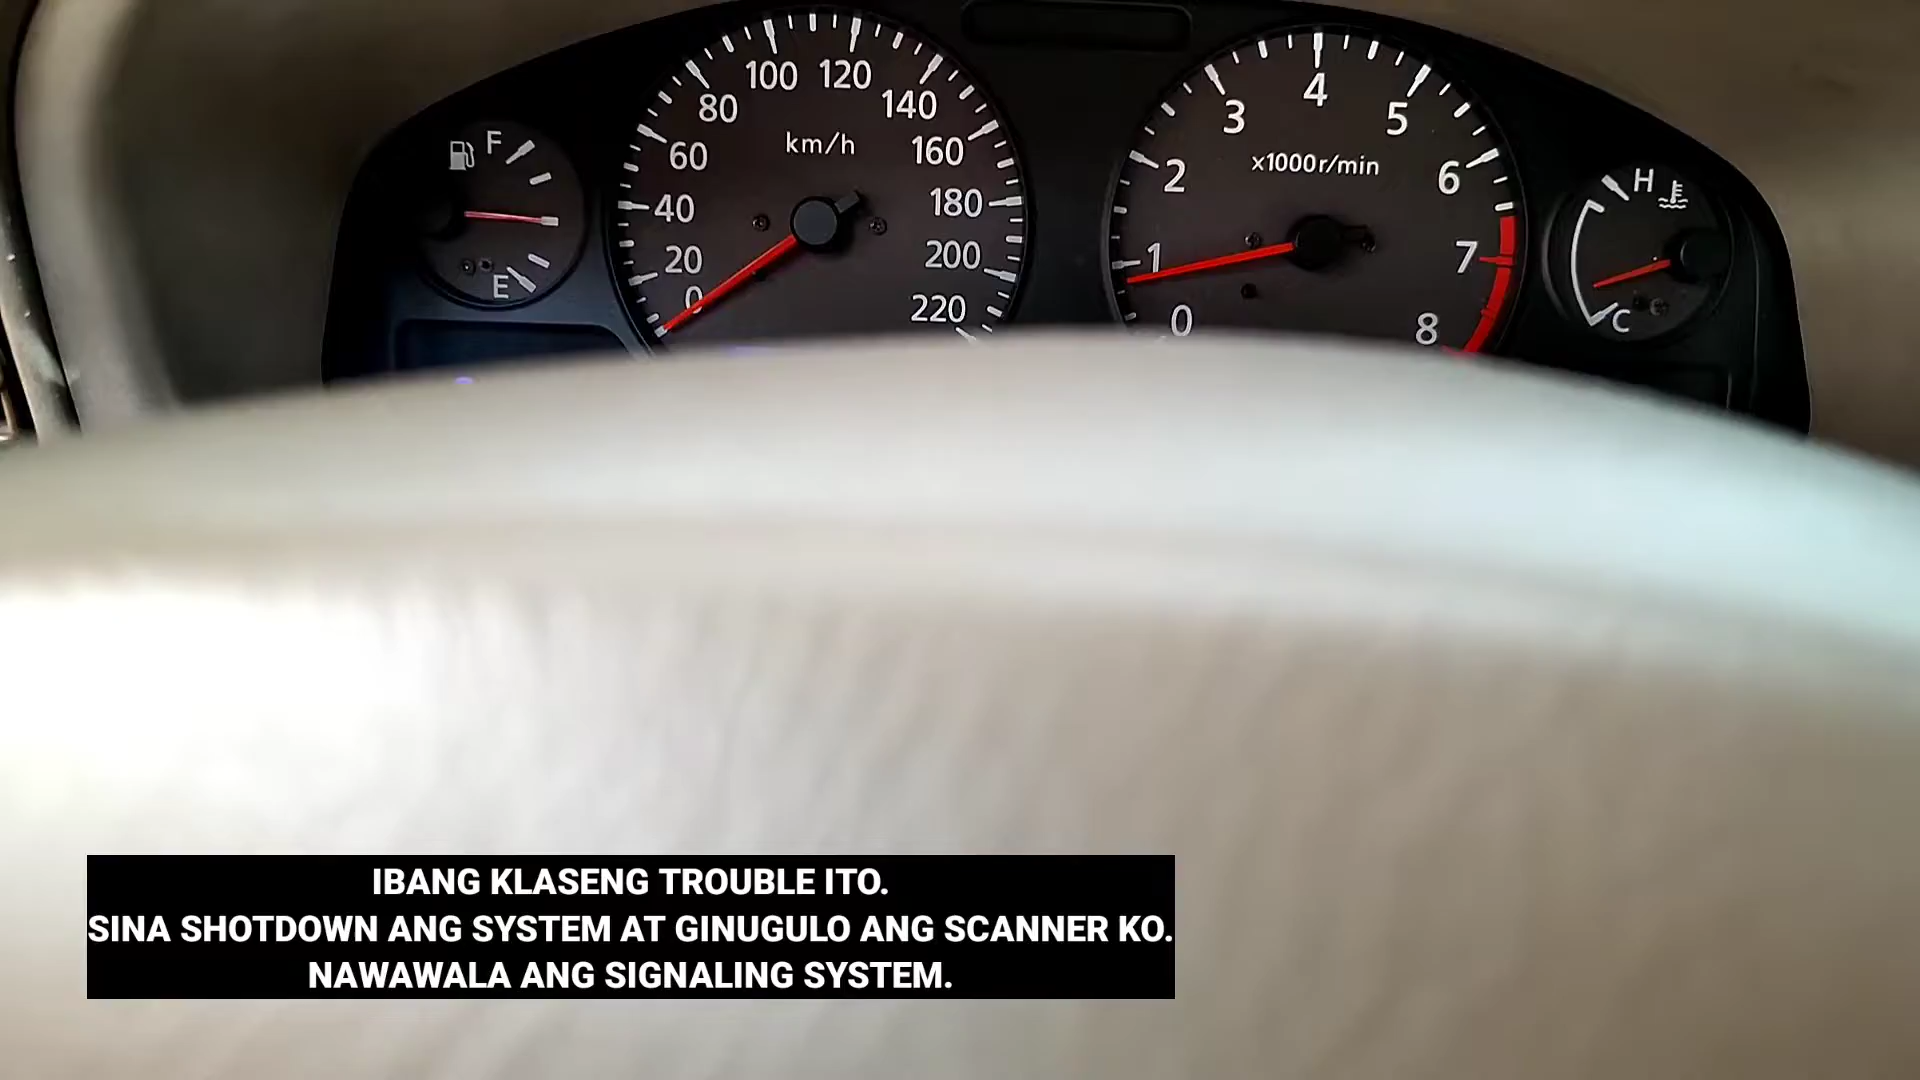 F
E
km/h
0
20
40
60
80
100
120
140
160
180
200
220
x1000r/min
0
1
2
3
4
5
6
7
8
H
C
IBANG KLASENG TROUBLE ITO.
SINA SHOTDOWN ANG SYSTEM AT GINUGULO ANG SCANNER KO.
NAWAWALA ANG SIGNALING SYSTEM.